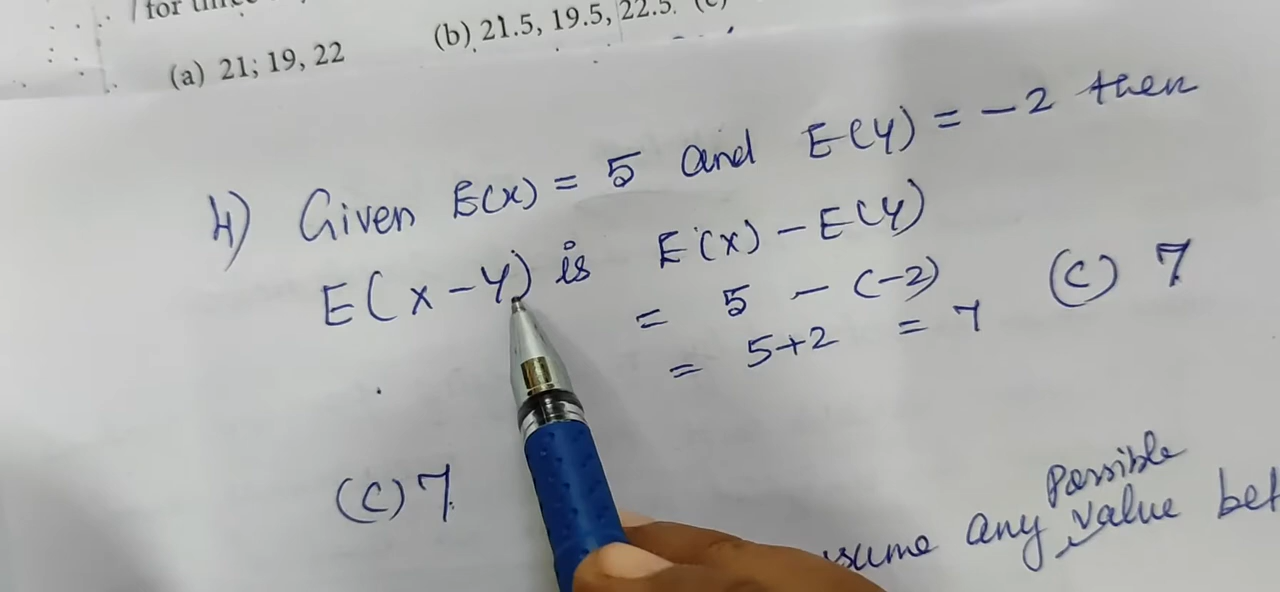 for
(a) 21; 19, 22 (b) 21.5, 19.5, 22.5. (c)
4) Given E(x) = 5 and E(y) = -2 then
E(x-y) is E(x) - E(y)
= 5 - (-2) (C) 7
= 5+2 = 7
(C) 7
Possible
any value bet